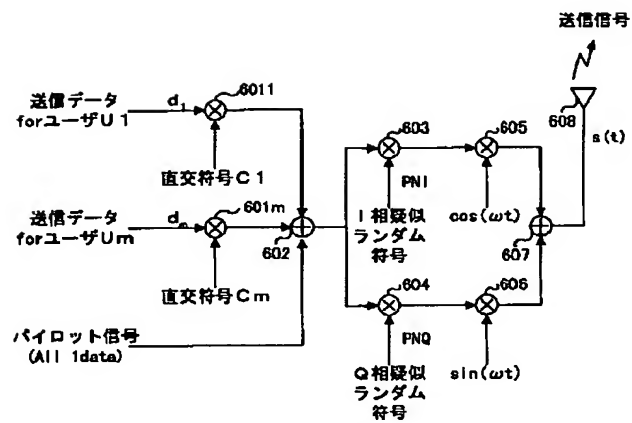 送信信号
送信データ
forユーザU1
d₁
6011
直交符号C1
送信データ
forユーザUm
dₘ
601m
602
直交符号Cm
パイロット信号
(All 1data)
603
PNI
I相疑似
ランダム
符号
605
cos(ωt)
604
PNQ
Q相疑似
ランダム
符号
606
sin(ωt)
607
608
s(t)